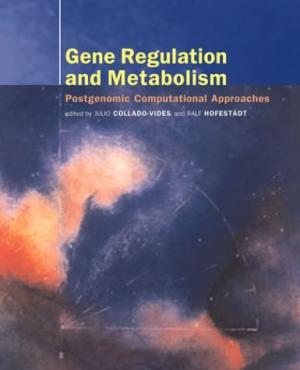 Gene Regulation
and Metabolism
Postgenomic Computational Approaches
edited by JULIO COLLADO-VIDES and RALF HOFESTÄDT